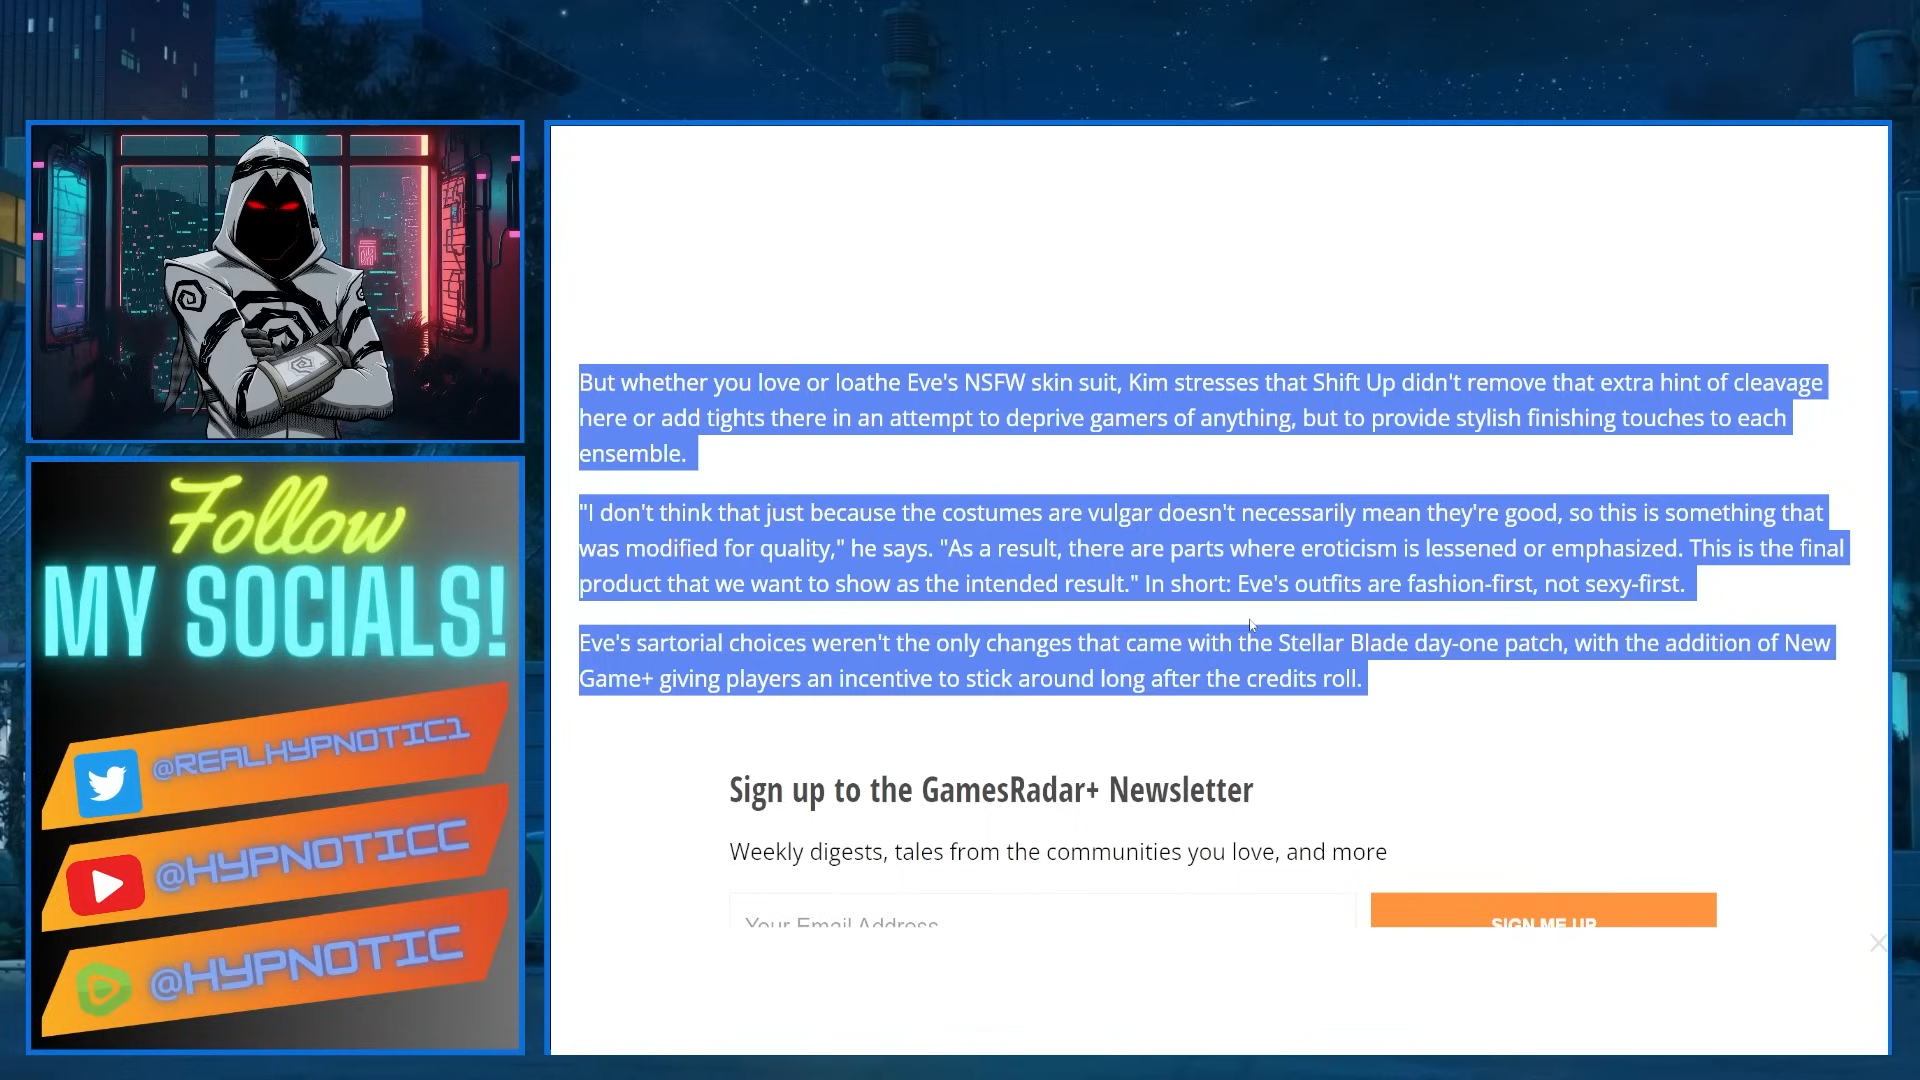 But whether you love or loathe Eve's NSFW skin suit, Kim stresses that Shift Up didn't remove that extra hint of cleavage
here or add tights there in an attempt to deprive gamers of anything, but to provide stylish finishing touches to each
ensemble.
"I don't think that just because the costumes are vulgar doesn't necessarily mean they're good, so this is something that
was modified for quality," he says. "As a result, there are parts where eroticism is lessened or emphasized. This is the final
product that we want to show as the intended result." In short: Eve's outfits are fashion-first, not sexy-first.
Eve's sartorial choices weren't the only changes that came with the Stellar Blade day-one patch, with the addition of New
Game+ giving players an incentive to stick around long after the credits roll.
Sign up to the GamesRadar+ Newsletter
Weekly digests, tales from the communities you love, and more
Your Email Address
SIGN ME UP
Follow
MY SOCIALS!
@REALHYPNOTIC1
@HYPNOTICC
@HYPNOTIC